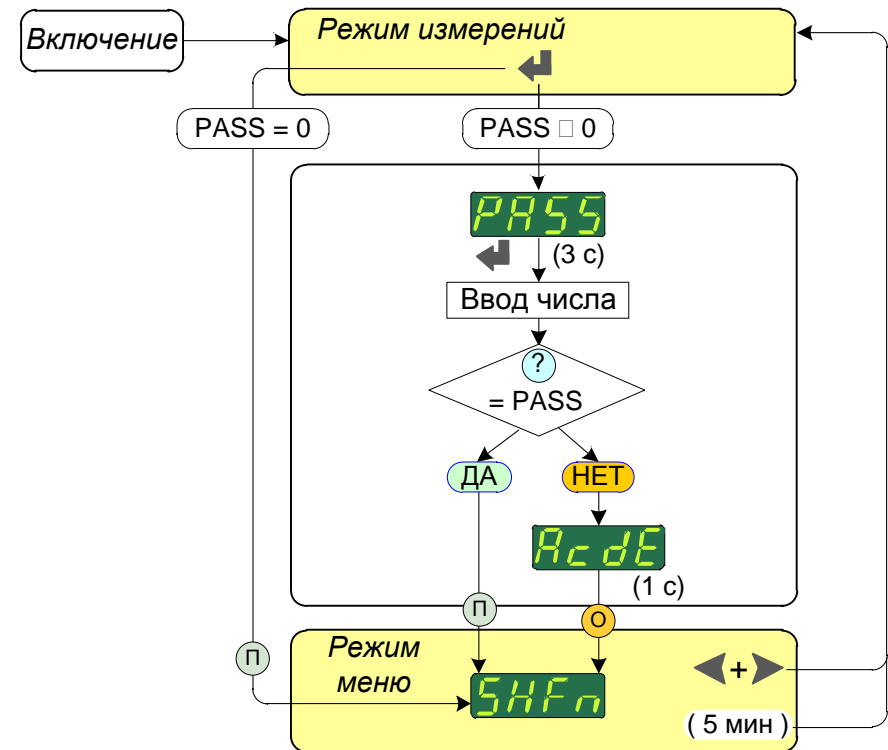 Включение
Режим измерений
PASS = 0
PASS □ 0
PASS
(3 с)
Ввод числа
?
= PASS
ДА
НЕТ
AcdE
(1 с)
П
О
П
Режим
меню
SHFn
+
( 5 мин )